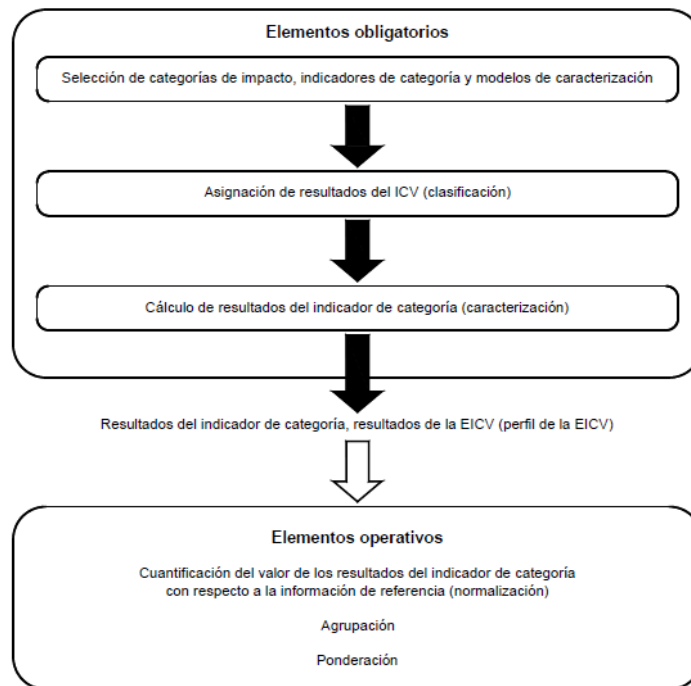 Elementos obligatorios
Selección de categorías de impacto, indicadores de categoría y modelos de caracterización
Asignación de resultados del ICV (clasificación)
Cálculo de resultados del indicador de categoría (caracterización)
Resultados del indicador de categoría, resultados de la EICV (perfil de la EICV)
Elementos operativos
Cuantificación del valor de los resultados del indicador de categoría
con respecto a la información de referencia (normalización)
Agrupación
Ponderación